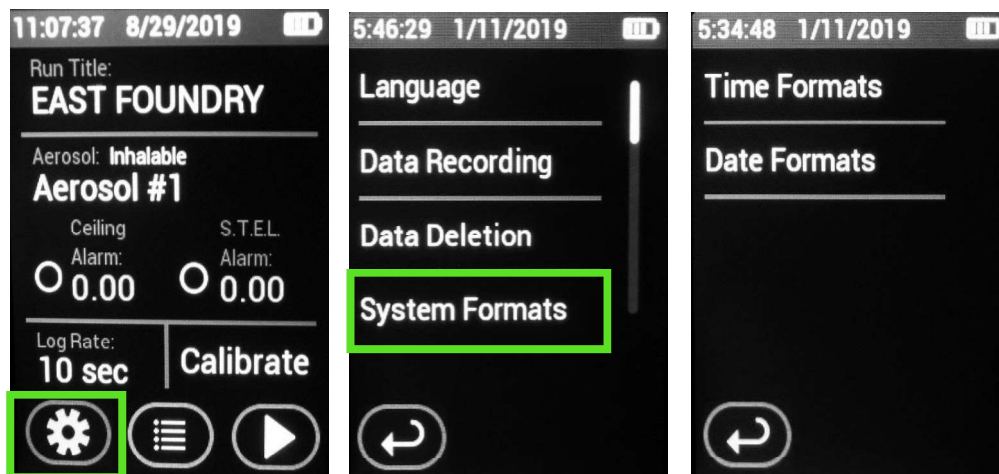 11:07:37 8/29/2019
Run Title:
EAST FOUNDRY
Aerosol: Inhalable
Aerosol #1
Ceiling S.T.E.L.
Alarm: Alarm:
0.00 0.00
Log Rate:
10 sec
Calibrate
5:46:29 1/11/2019
Language
Data Recording
Data Deletion
System Formats
5:34:48 1/11/2019
Time Formats
Date Formats